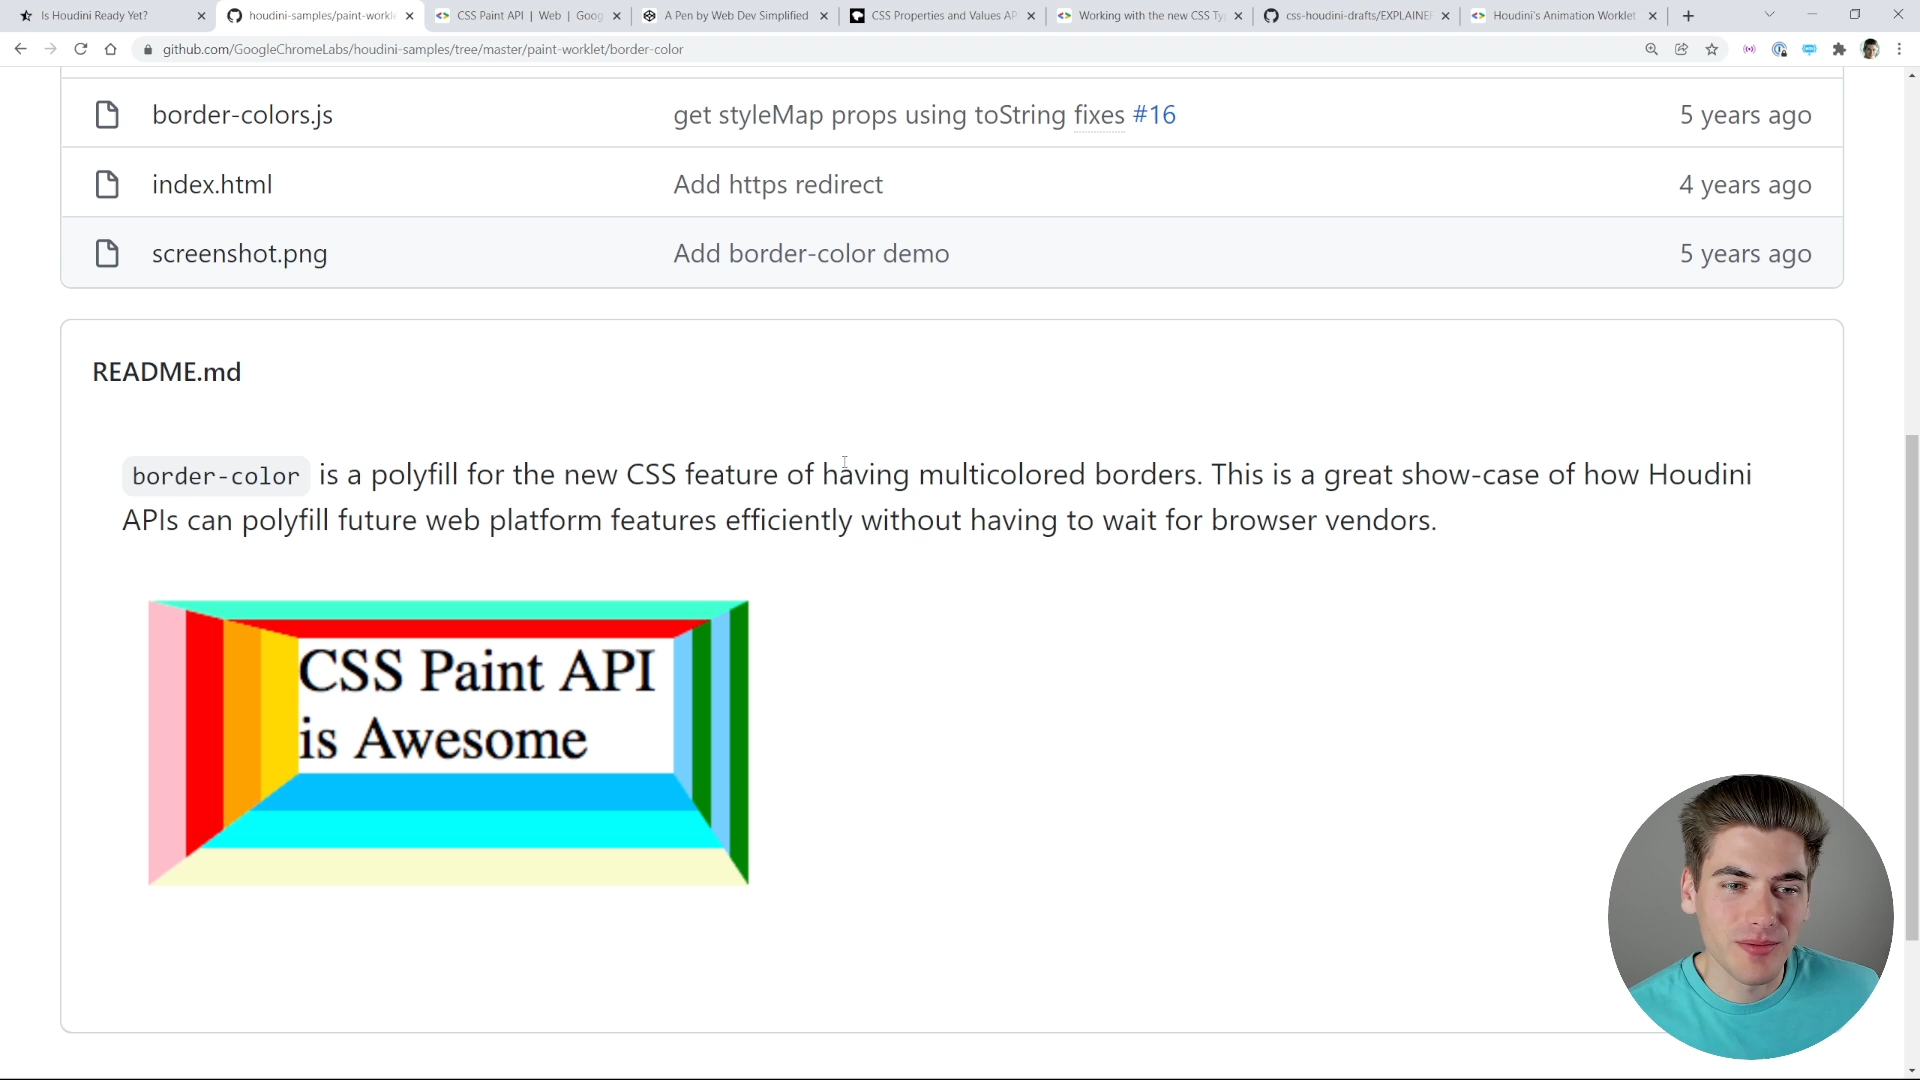 Is Houdini Ready Yet?
houdini-samples/paint-workle
CSS Paint API | Web | Goog
A Pen by Web Dev Simplified
CSS Properties and Values AP
Working with the new CSS Ty
css-houdini-drafts/EXPLAINER
Houdini's Animation Worklet
github.com/GoogleChromeLabs/houdini-samples/tree/master/paint-worklet/border-color
border-colors.js get styleMap props using toString fixes #16 5 years ago
index.html Add https redirect 4 years ago
screenshot.png Add border-color demo 5 years ago
README.md
border-color is a polyfill for the new CSS feature of having multicolored borders. This is a great show-case of how Houdini
APIs can polyfill future web platform features efficiently without having to wait for browser vendors.
CSS Paint API
is Awesome